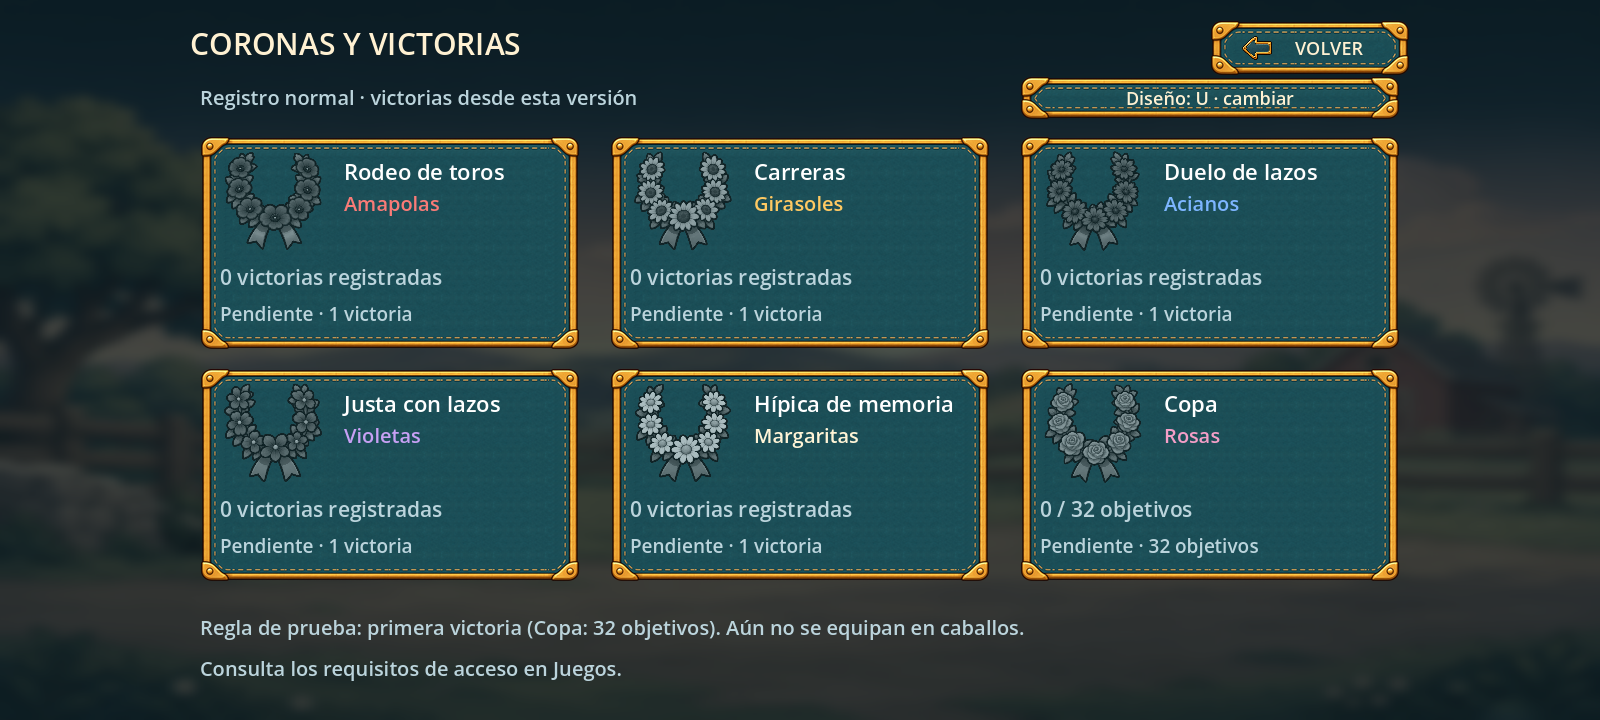 CORONAS Y VICTORIAS
VOLVER
Registro normal · victorias desde esta versión
Diseño: U · cambiar
Rodeo de toros
Amapolas
0 victorias registradas
Pendiente · 1 victoria
Carreras
Girasoles
0 victorias registradas
Pendiente · 1 victoria
Duelo de lazos
Acianos
0 victorias registradas
Pendiente · 1 victoria
Justa con lazos
Violetas
0 victorias registradas
Pendiente · 1 victoria
Hípica de memoria
Margaritas
0 victorias registradas
Pendiente · 1 victoria
Copa
Rosas
0 / 32 objetivos
Pendiente · 32 objetivos
Regla de prueba: primera victoria (Copa: 32 objetivos). Aún no se equipan en caballos.
Consulta los requisitos de acceso en Juegos.